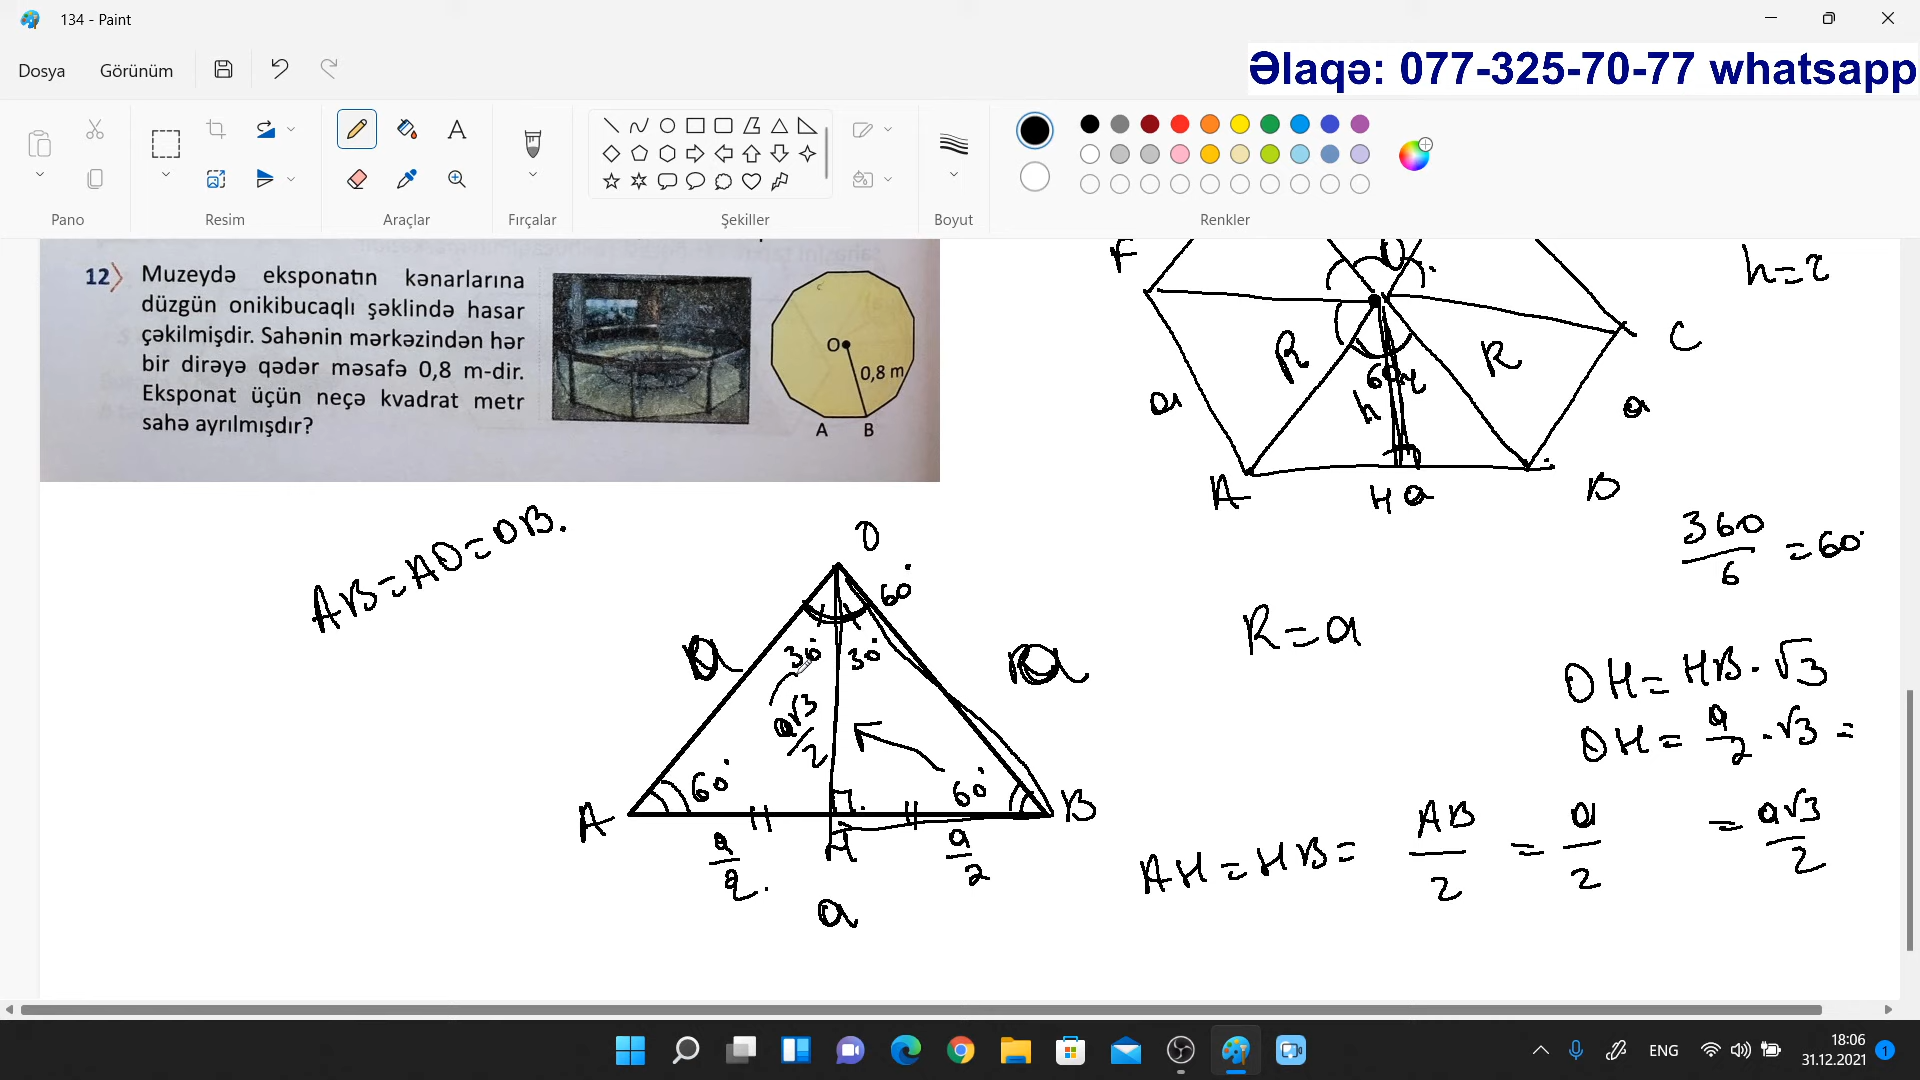 134 - Paint
Dosya
Görünüm
Əlaqə: 077-325-70-77 whatsapp
Pano
Resim
Araçlar
Fırçalar
Şekiller
Boyut
Renkler
12
Muzeydə eksponatın kənarlarına
düzgün onikibucaqlı şəklində hasar
çəkilmişdir. Sahənin mərkəzindən hər
bir dirəyə qədər məsafə 0,8 m-dir.
Eksponat üçün neçə kvadrat metr
sahə ayrılmışdır?
O
0,8 m
A B
F
h=r
C
R
R
60
h
r
a
a
A
H a
B
AB=AO=OB.
O
60°
30° 30°
a
a
a√3/2
60°
60°
A
H
B
a/2
a/2
a
360/6 =60°
R=a
OH=HB·√3
OH= a/2 ·√3 =
= a√3/2
AH=HB= AB/2 = a/2
ENG
18:06
31.12.2021
1